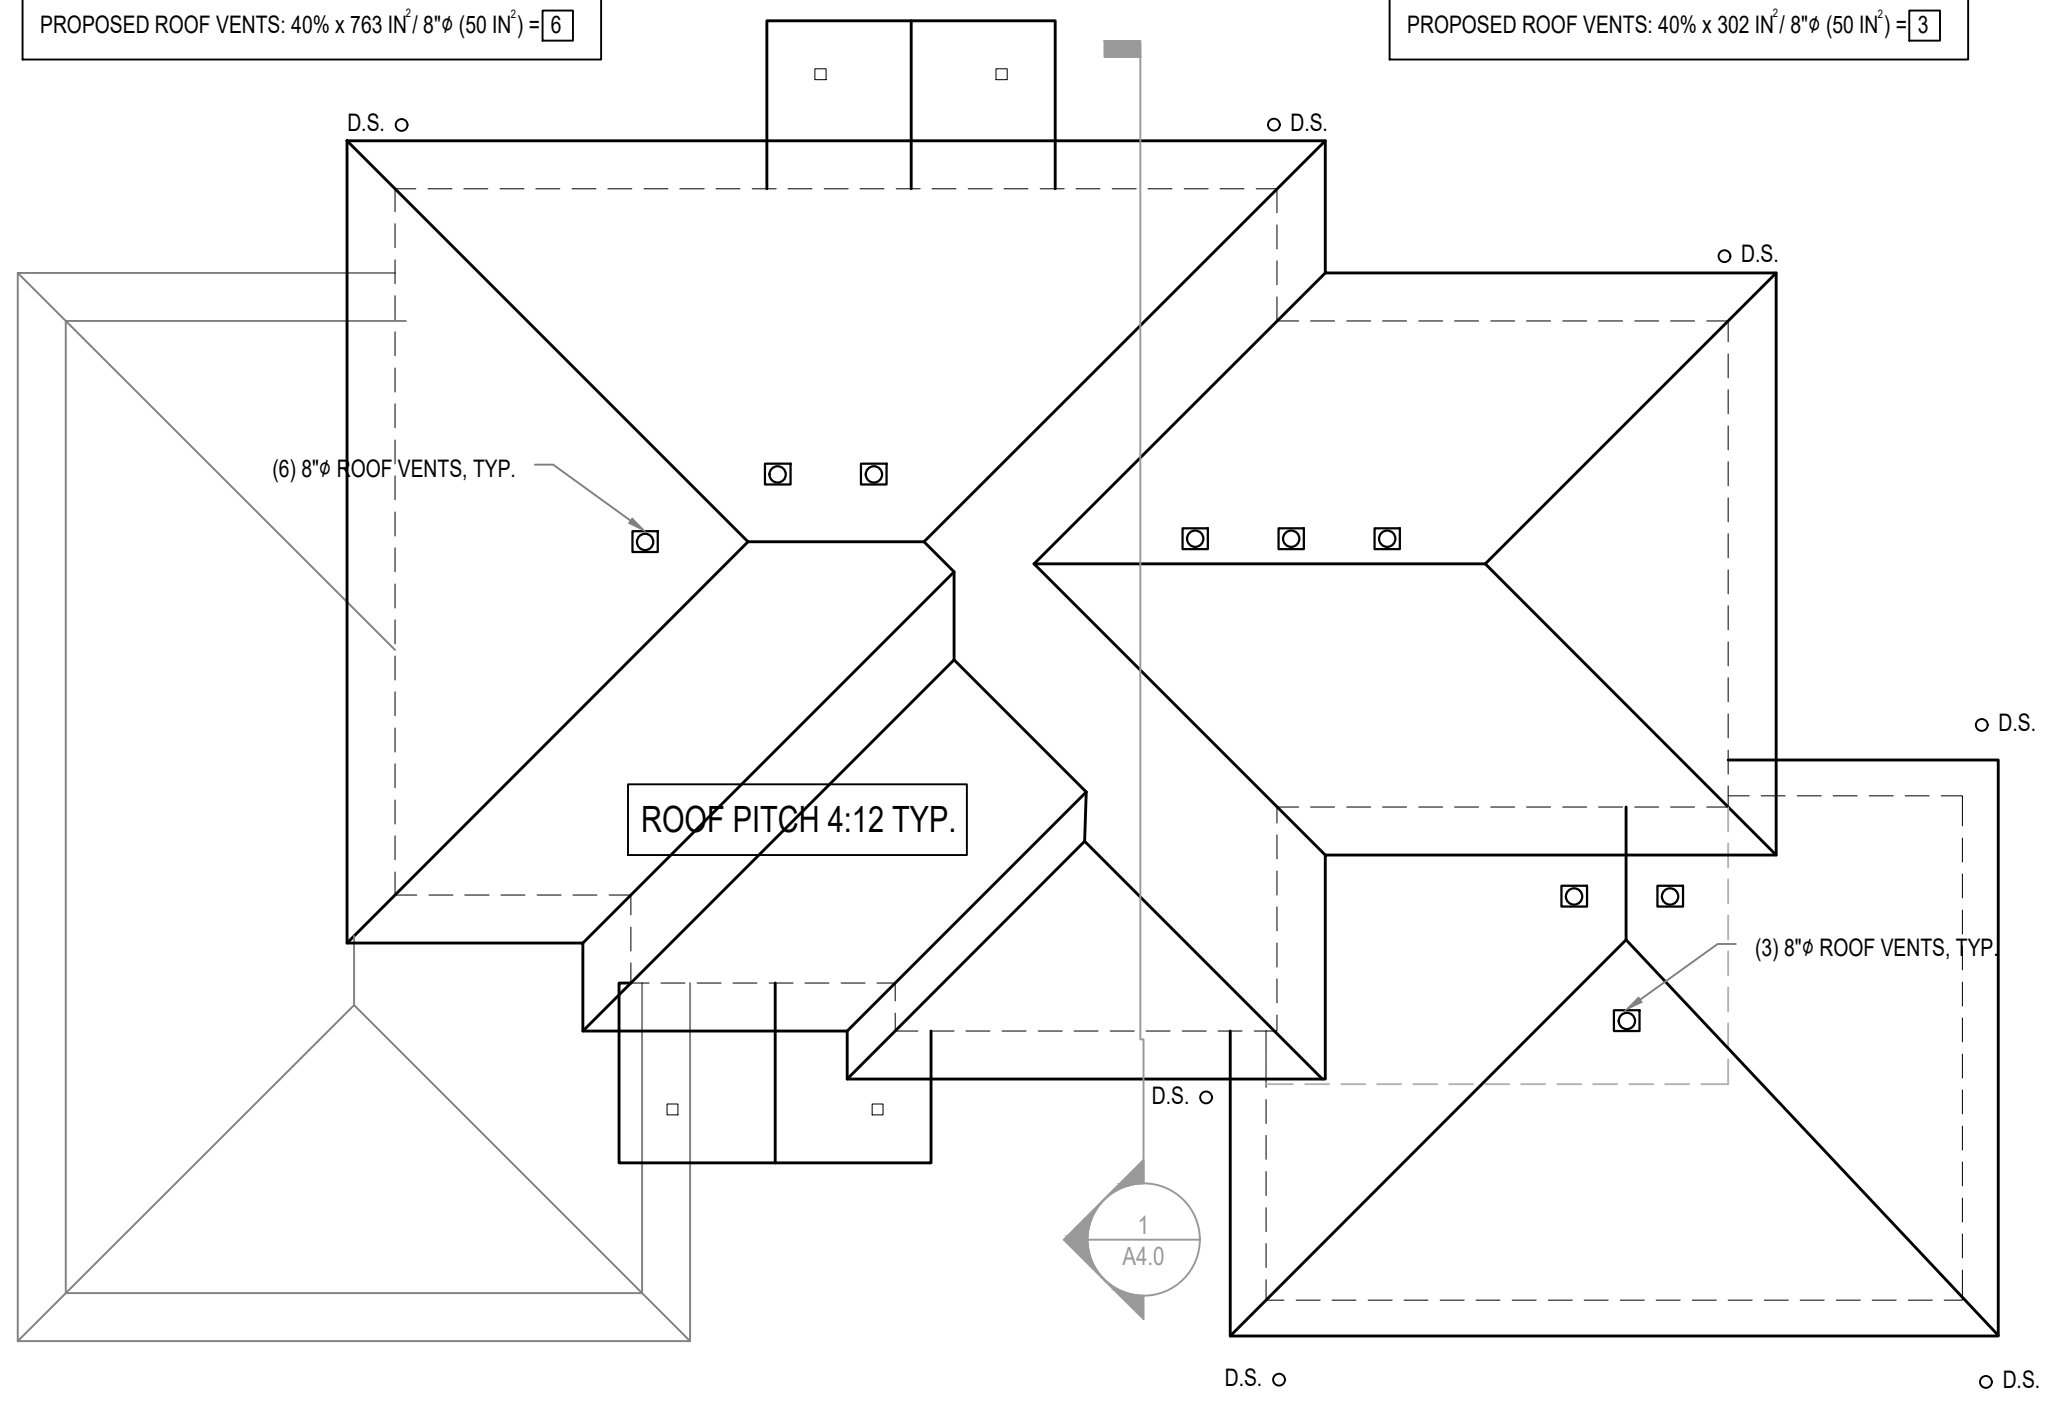 PROPOSED ROOF VENTS: 40% x 763 IN²/ 8"⌀ (50 IN²) = 6
PROPOSED ROOF VENTS: 40% x 302 IN²/ 8"⌀ (50 IN²) = 3
D.S.
D.S.
D.S.
(6) 8"⌀ ROOF VENTS, TYP.
D.S.
ROOF PITCH 4:12 TYP.
(3) 8"⌀ ROOF VENTS, TYP.
D.S.
1
A4.0
D.S.
D.S.